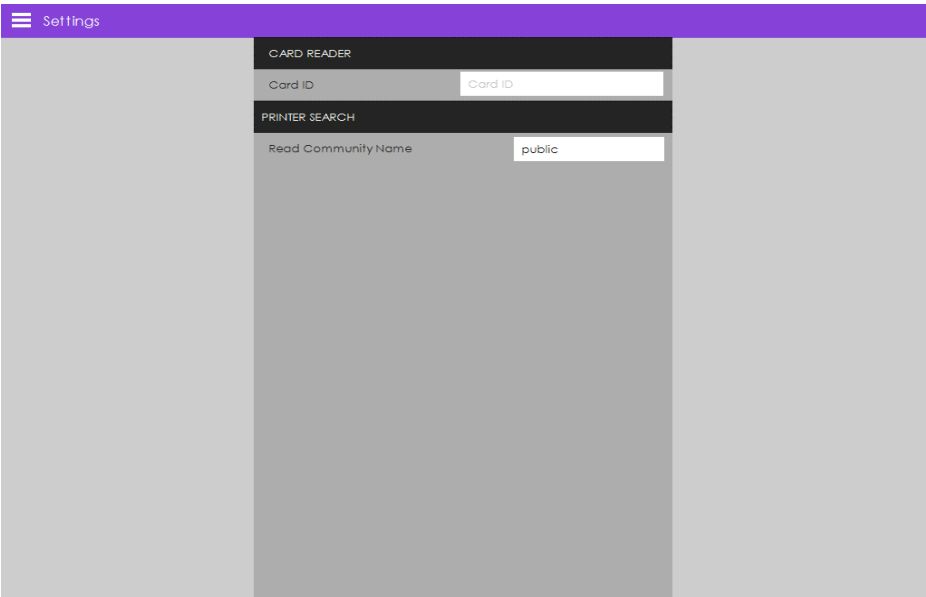 Settings
CARD READER
Card ID Card ID
PRINTER SEARCH
Read Community Name public